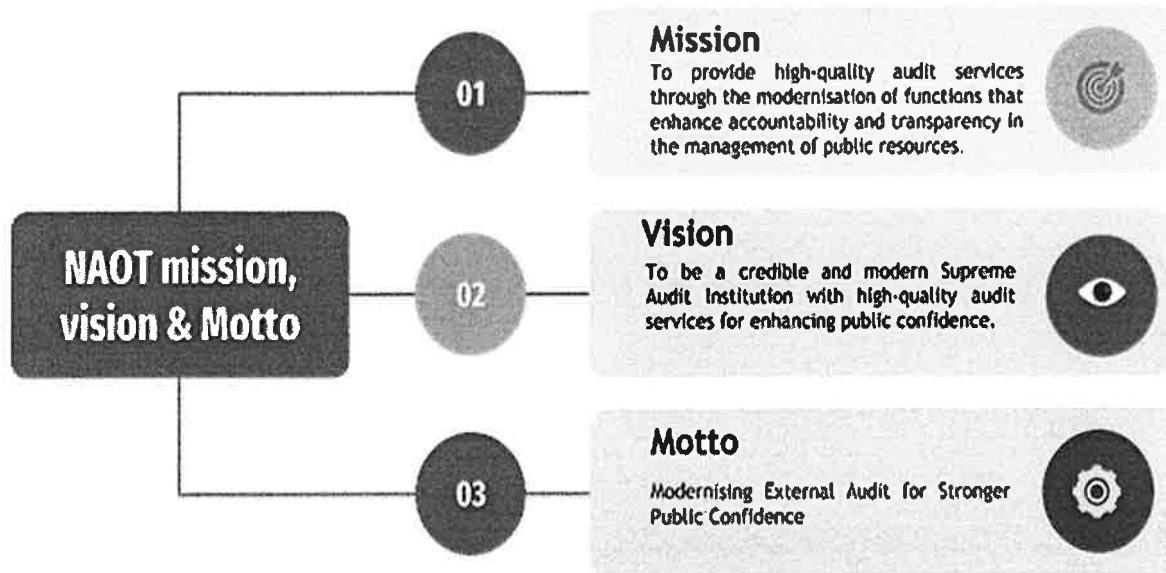 NAOT mission,
vision & Motto
01
Mission
To provide high-quality audit services
through the modernisation of functions that
enhance accountability and transparency in
the management of public resources.
02
Vision
To be a credible and modern Supreme
Audit Institution with high-quality audit
services for enhancing public confidence.
03
Motto
Modernising External Audit for Stronger
Public Confidence